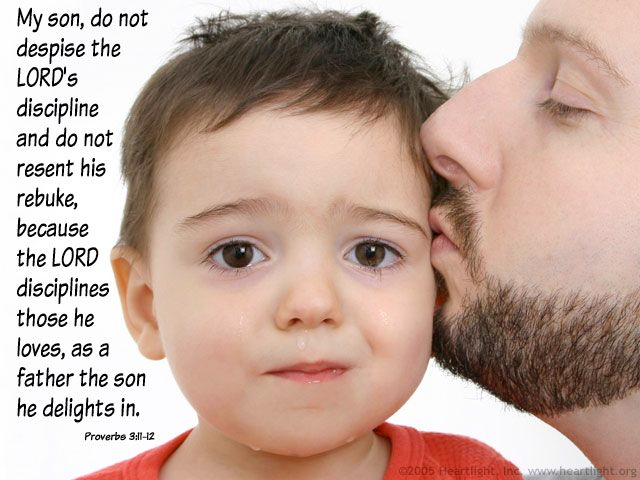 My son, do not
despise the
LORD's
discipline
and do not
resent his
rebuke,
because
the LORD
disciplines
those he
loves, as a
father the son
he delights in.
Proverbs 3:11-12
©2005 Heartlight, Inc. www.heartlight.org